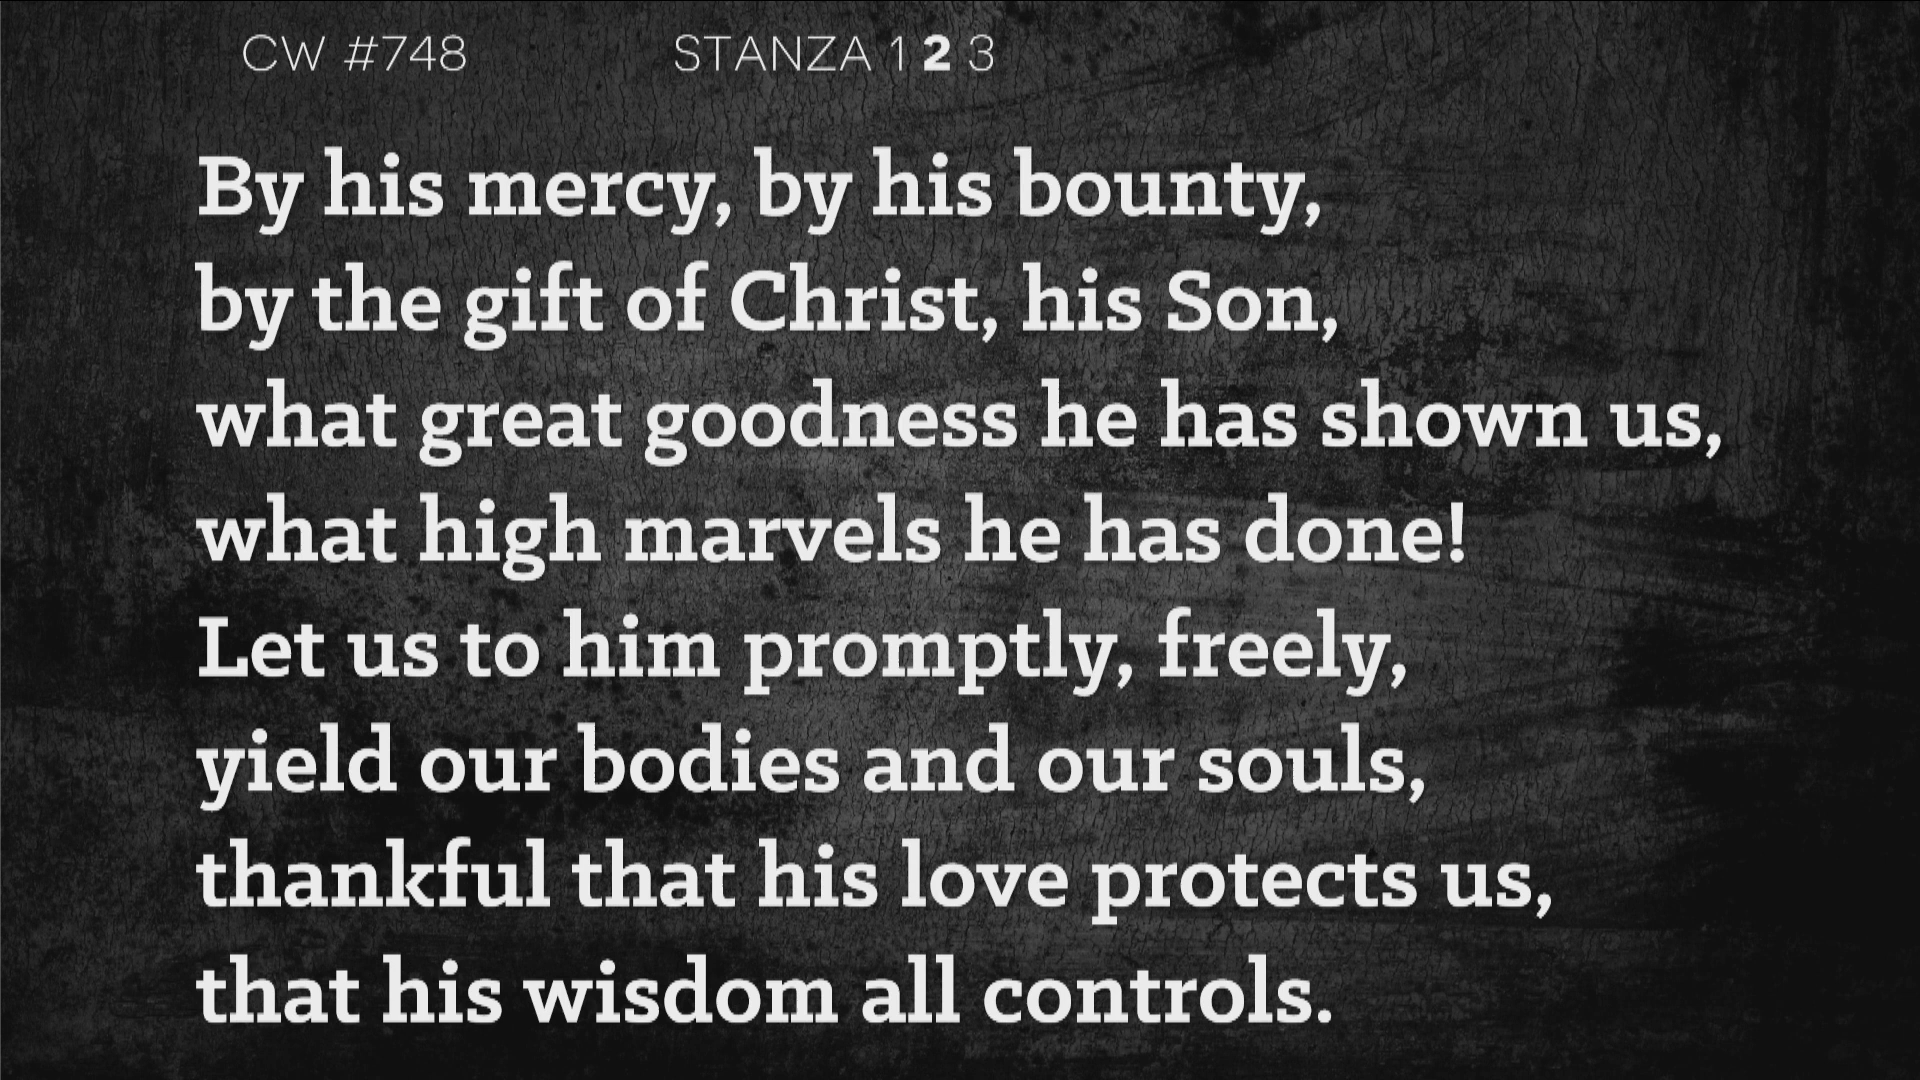 CW #748 STANZA 1 2 3
By his mercy, by his bounty,
by the gift of Christ, his Son,
what great goodness he has shown us,
what high marvels he has done!
Let us to him promptly, freely,
yield our bodies and our souls,
thankful that his love protects us,
that his wisdom all controls.